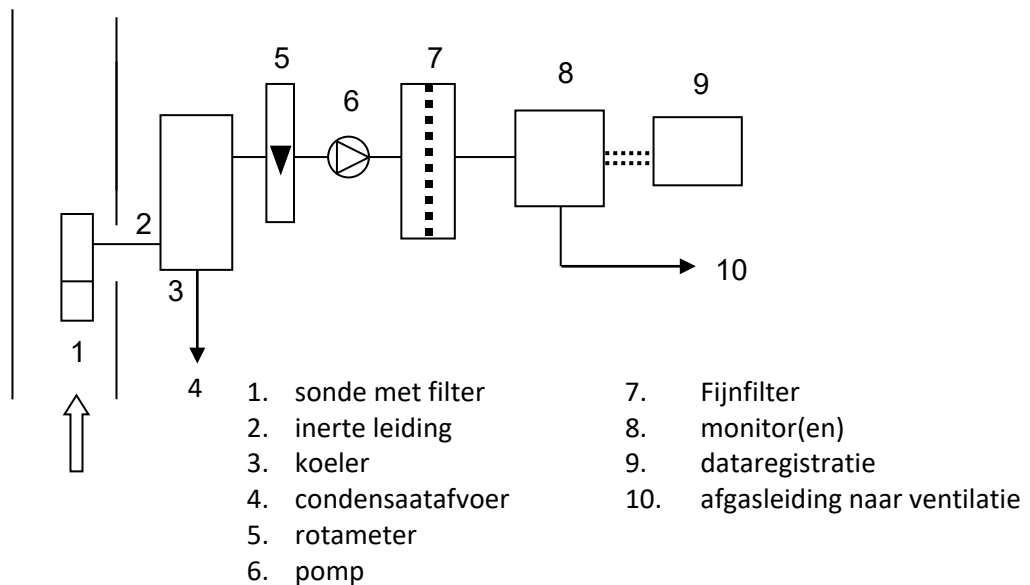 5
7
6
8
9
2
3
10
1
4
1. sonde met filter
2. inerte leiding
3. koeler
4. condensaatafvoer
5. rotameter
6. pomp
7. Fijnfilter
8. monitor(en)
9. dataregistratie
10. afgasleiding naar ventilatie